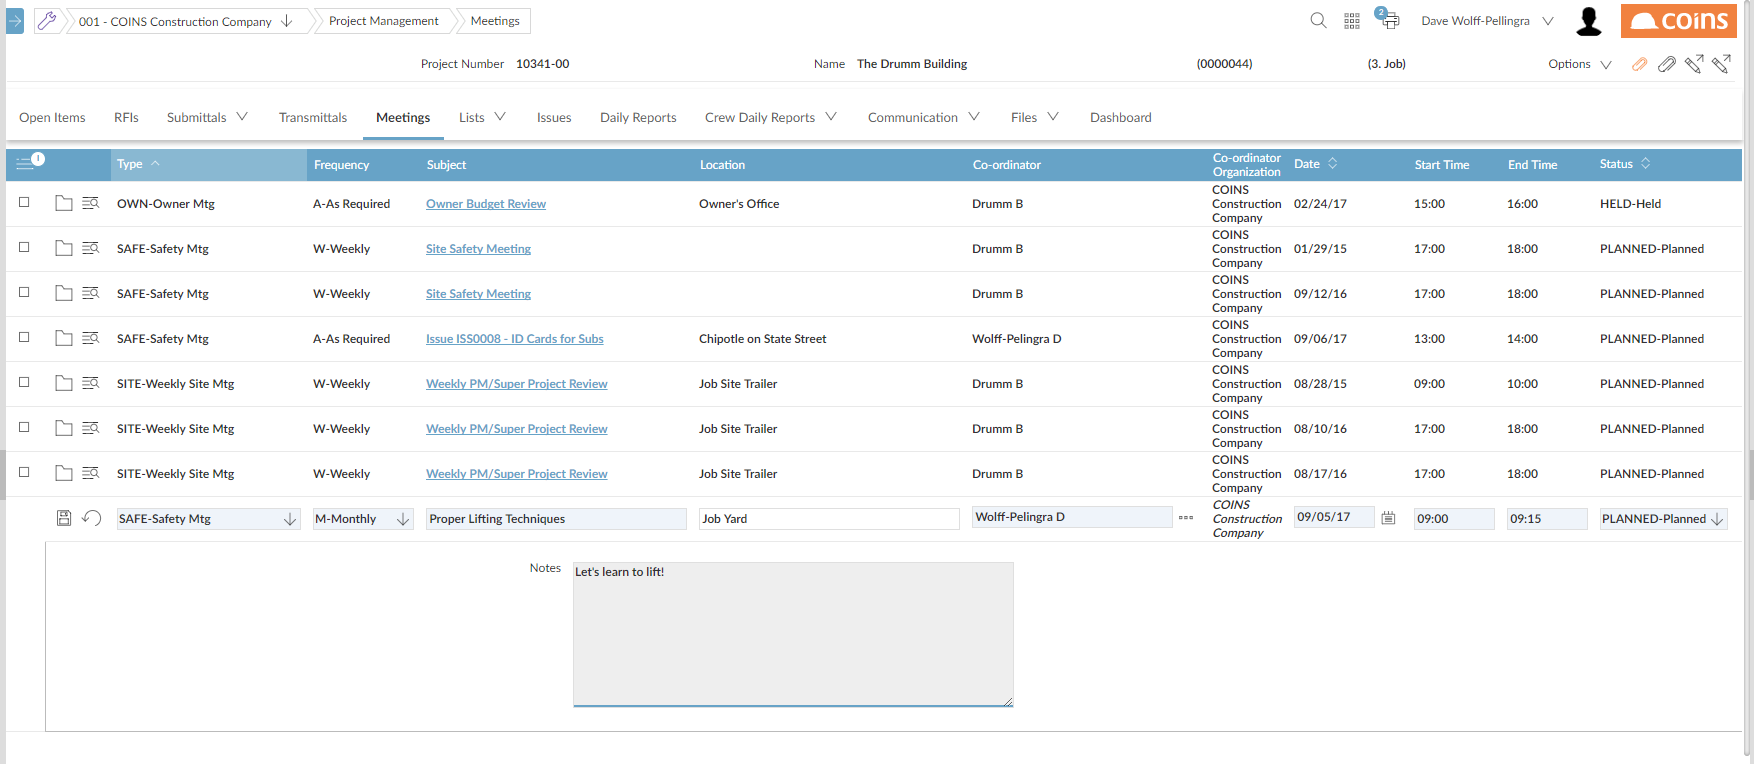 001 - COINS Construction Company Project Management Meetings 2 Dave Wolff-Pellingra coins
Project Number 10341-00 Name The Drumm Building (0000044) (3. Job) Options
Open Items RFIs Submittals Transmittals Meetings Lists Issues Daily Reports Crew Daily Reports Communication Files Dashboard
Type Frequency Subject Location Co-ordinator Co-ordinator Organization Date Start Time End Time Status
OWN-Owner Mtg A-As Required Owner Budget Review Owner's Office Drumm B COINS Construction Company 02/24/17 15:00 16:00 HELD-Held
SAFE-Safety Mtg W-Weekly Site Safety Meeting Drumm B COINS Construction Company 01/29/15 17:00 18:00 PLANNED-Planned
SAFE-Safety Mtg W-Weekly Site Safety Meeting Drumm B COINS Construction Company 09/12/16 17:00 18:00 PLANNED-Planned
SAFE-Safety Mtg A-As Required Issue ISS0008 - ID Cards for Subs Chipotle on State Street Wolff-Pelingra D COINS Construction Company 09/06/17 13:00 14:00 PLANNED-Planned
SITE-Weekly Site Mtg W-Weekly Weekly PM/Super Project Review Job Site Trailer Drumm B COINS Construction Company 08/28/15 09:00 10:00 PLANNED-Planned
SITE-Weekly Site Mtg W-Weekly Weekly PM/Super Project Review Job Site Trailer Drumm B COINS Construction Company 08/10/16 17:00 18:00 PLANNED-Planned
SITE-Weekly Site Mtg W-Weekly Weekly PM/Super Project Review Job Site Trailer Drumm B COINS Construction Company 08/17/16 17:00 18:00 PLANNED-Planned
SAFE-Safety Mtg M-Monthly Proper Lifting Techniques Job Yard Wolff-Pelingra D COINS Construction Company 09/05/17 09:00 09:15 PLANNED-Planned
Notes Let's learn to lift!